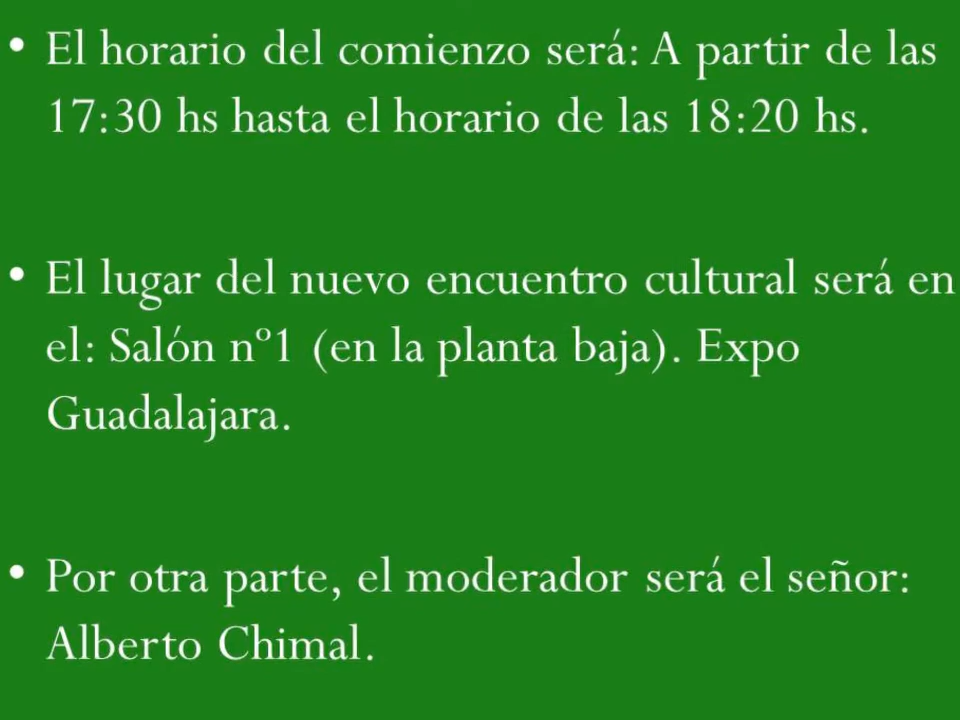 • El horario del comienzo será: A partir de las
17:30 hs hasta el horario de las 18:20 hs.
• El lugar del nuevo encuentro cultural será en
el: Salón nº1 (en la planta baja). Expo
Guadalajara.
• Por otra parte, el moderador será el señor:
Alberto Chimal.